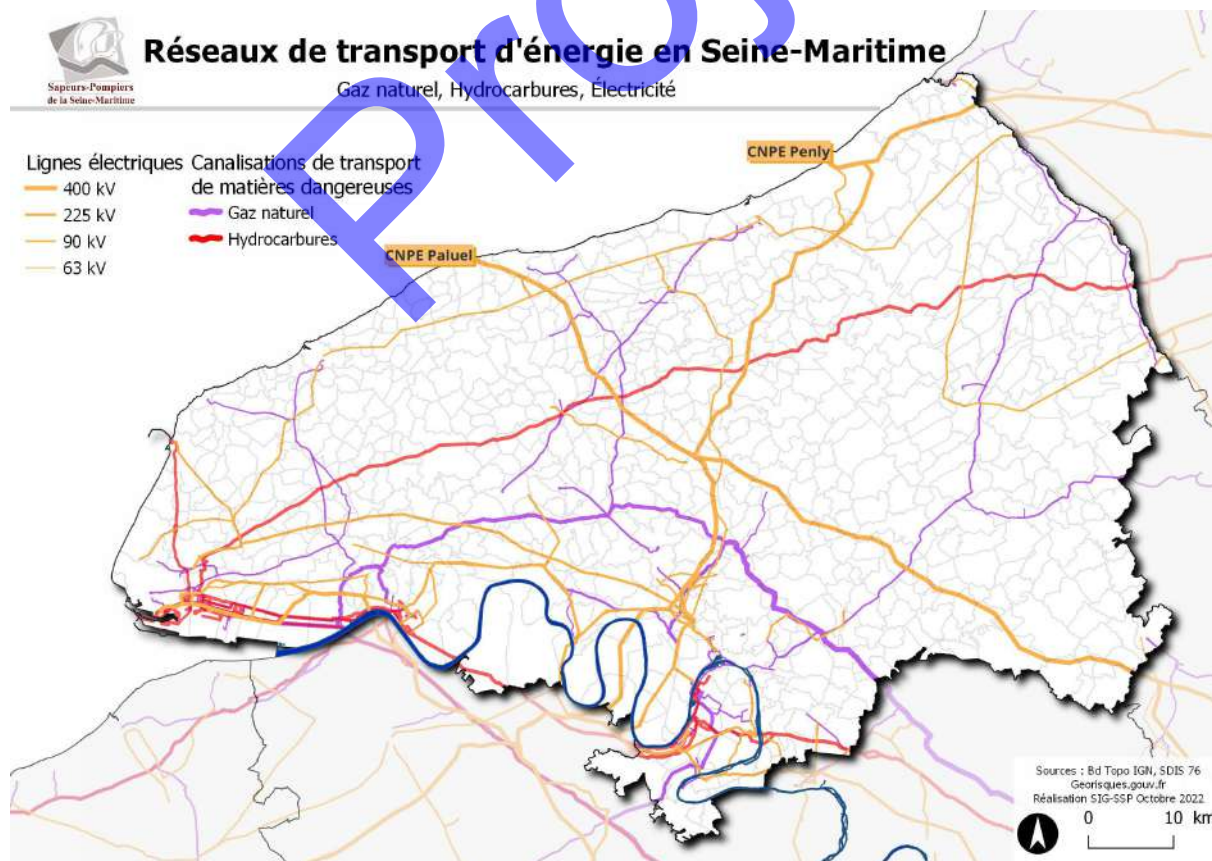 Réseaux de transport d'énergie en Seine-Maritime
Gaz naturel, Hydrocarbures, Électricité
Sapeurs-Pompiers
de la Seine-Maritime
Lignes électriques
400 kV
225 kV
90 kV
63 kV
Canalisations de transport
de matières dangereuses
Gaz naturel
Hydrocarbures
CNPE Penly
CNPE Paluel
Sources : Bd Topo IGN, SDIS 76
Georisques.gouv.fr
Réalisation SIG-SSP Octobre 2022
0 10 km